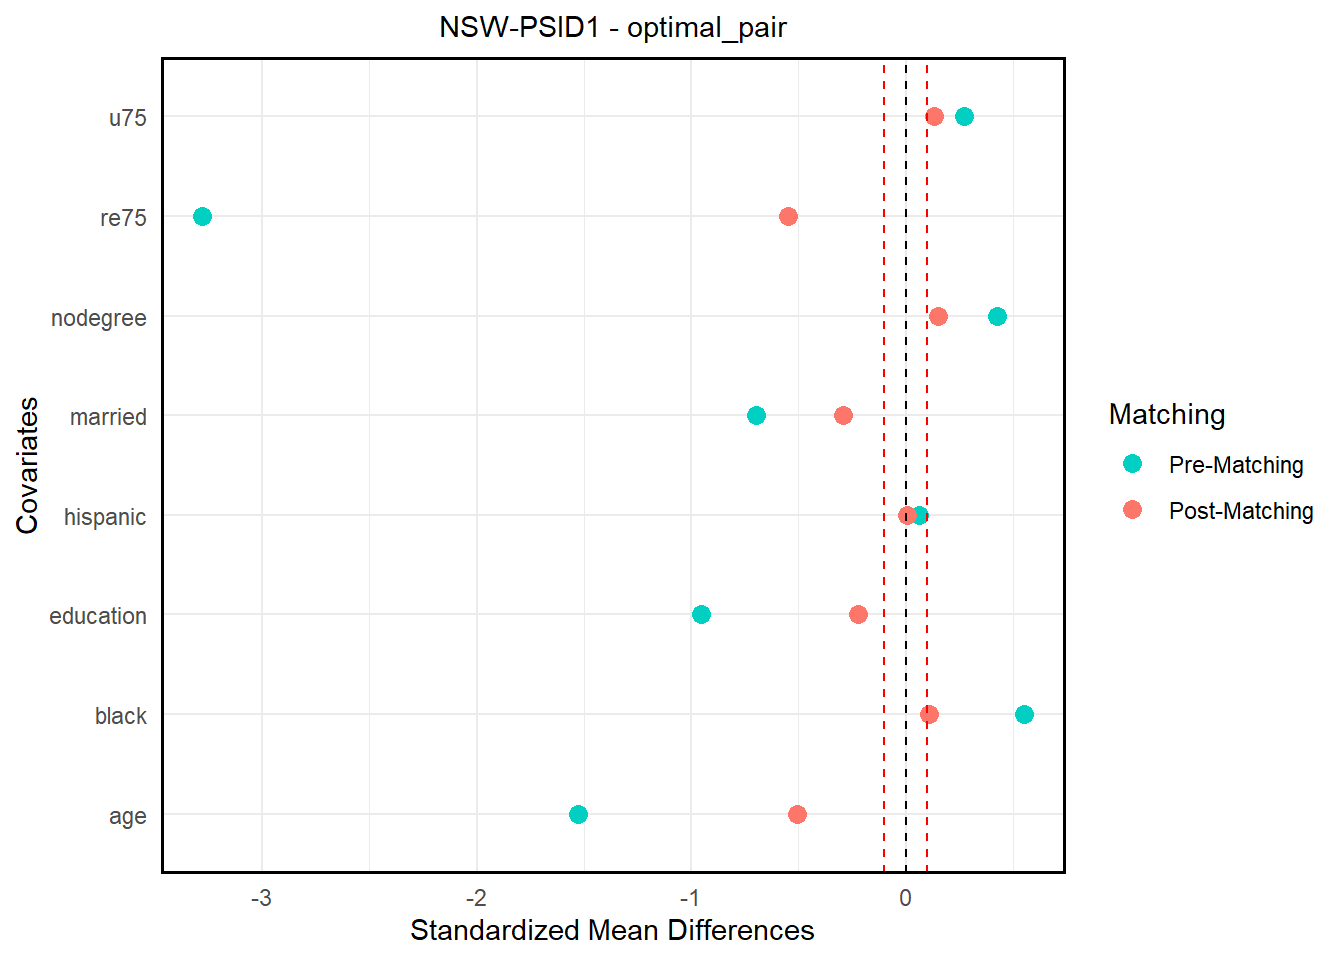 NSW-PSID1 - optimal_pair
u75
re75
nodegree
married
hispanic
education
black
age
Covariates
-3
-2
-1
0
Standardized Mean Differences
Matching
Pre-Matching
Post-Matching